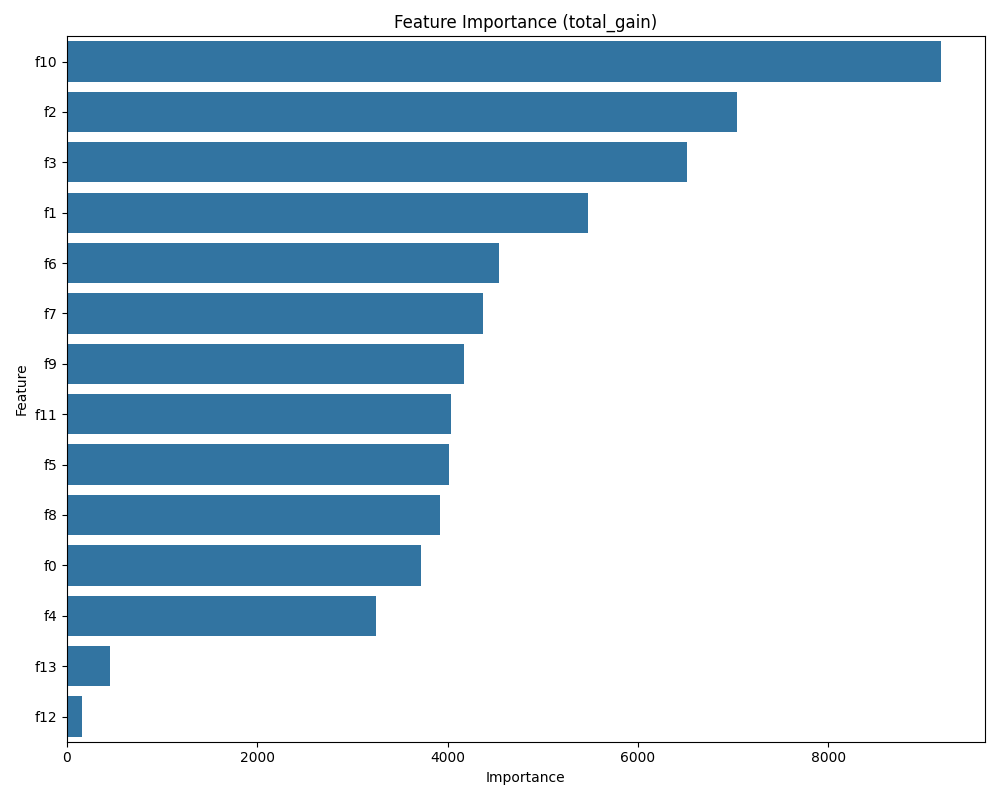 Feature Importance (total_gain)
f10
f2
f3
f1
f6
f7
f9
f11
f5
f8
f0
f4
f13
f12
Feature
0 2000 4000 6000 8000
Importance